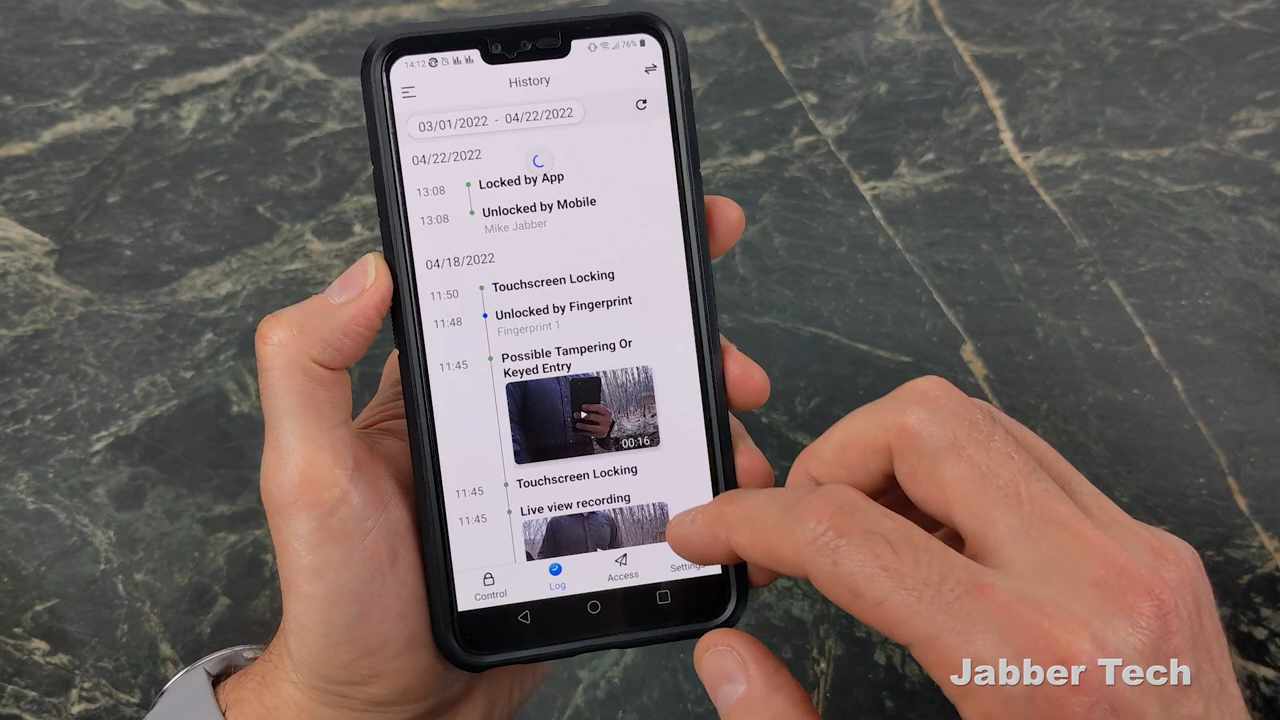 14:12
76%
History
03/01/2022 - 04/22/2022
04/22/2022
13:08 Locked by App
13:08 Unlocked by Mobile
Mike Jabber
04/18/2022
11:50 Touchscreen Locking
11:48 Unlocked by Fingerprint
Fingerprint 1
11:45 Possible Tampering Or
Keyed Entry
00:16
11:45 Touchscreen Locking
11:45 Live view recording
Control Log Access Settings
Jabber Tech